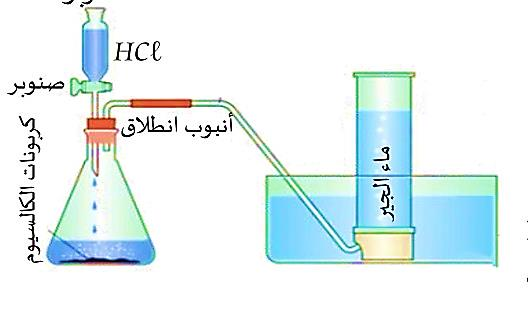 HCl
صنوبر
أنبوب انطلاق
كربونات الكالسيوم
ماء الجير